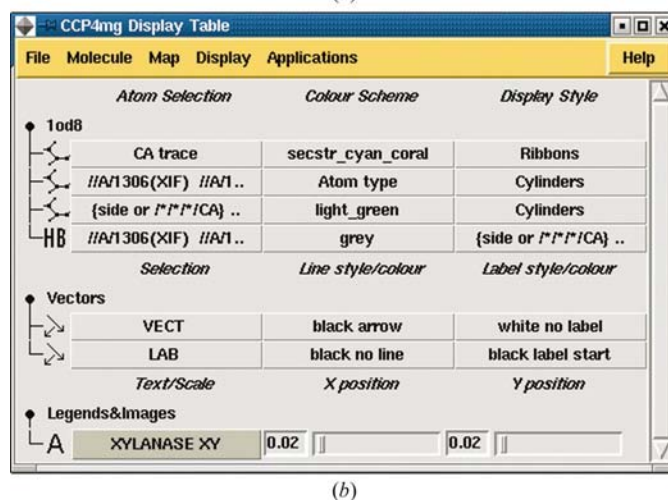 CCP4mg Display Table
File Molecule Map Display Applications Help
Atom Selection Colour Scheme Display Style
1od8
CA trace secstr_cyan_coral Ribbons
//A/1306(XIF) //A/1.. Atom type Cylinders
{side or /*/*/*/CA} .. light_green Cylinders
HB //A/1306(XIF) //A/1.. grey {side or /*/*/*/CA} ..
Selection Line style/colour Label style/colour
Vectors
VECT black arrow white no label
LAB black no line black label start
Text/Scale X position Y position
Legends&Images
A XYLANASE XY 0.02 0.02
(b)